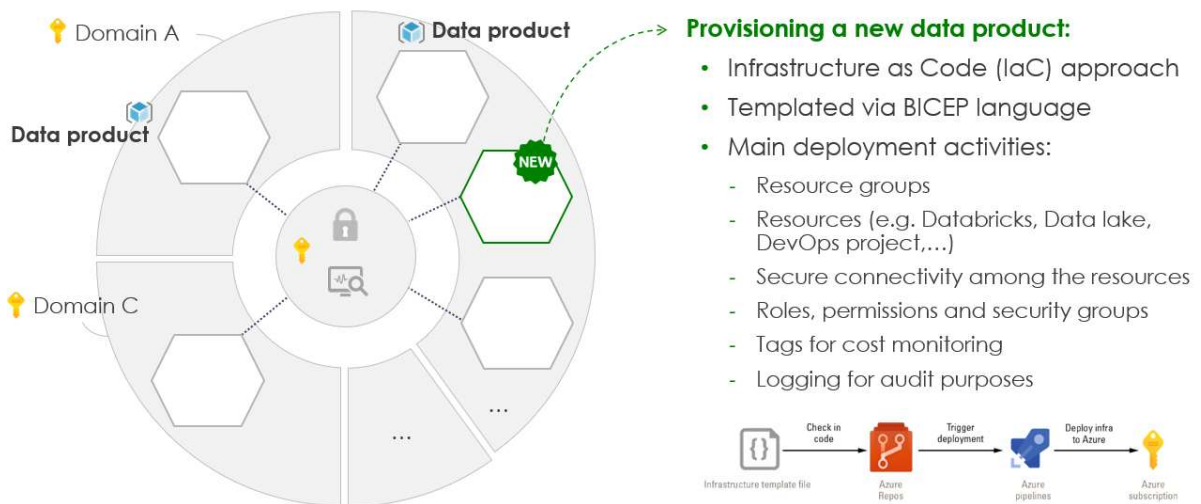 Domain A
Data product
Data product
NEW
Domain C
...
...
Provisioning a new data product:
• Infrastructure as Code (IaC) approach
• Templated via BICEP language
• Main deployment activities:
- Resource groups
- Resources (e.g. Databricks, Data lake,
DevOps project,…)
- Secure connectivity among the resources
- Roles, permissions and security groups
- Tags for cost monitoring
- Logging for audit purposes
Check in
code
Trigger
deployment
Deploy infra
to Azure
{}
Infrastructure template file
Azure
Repos
Azure
pipelines
Azure
subscription